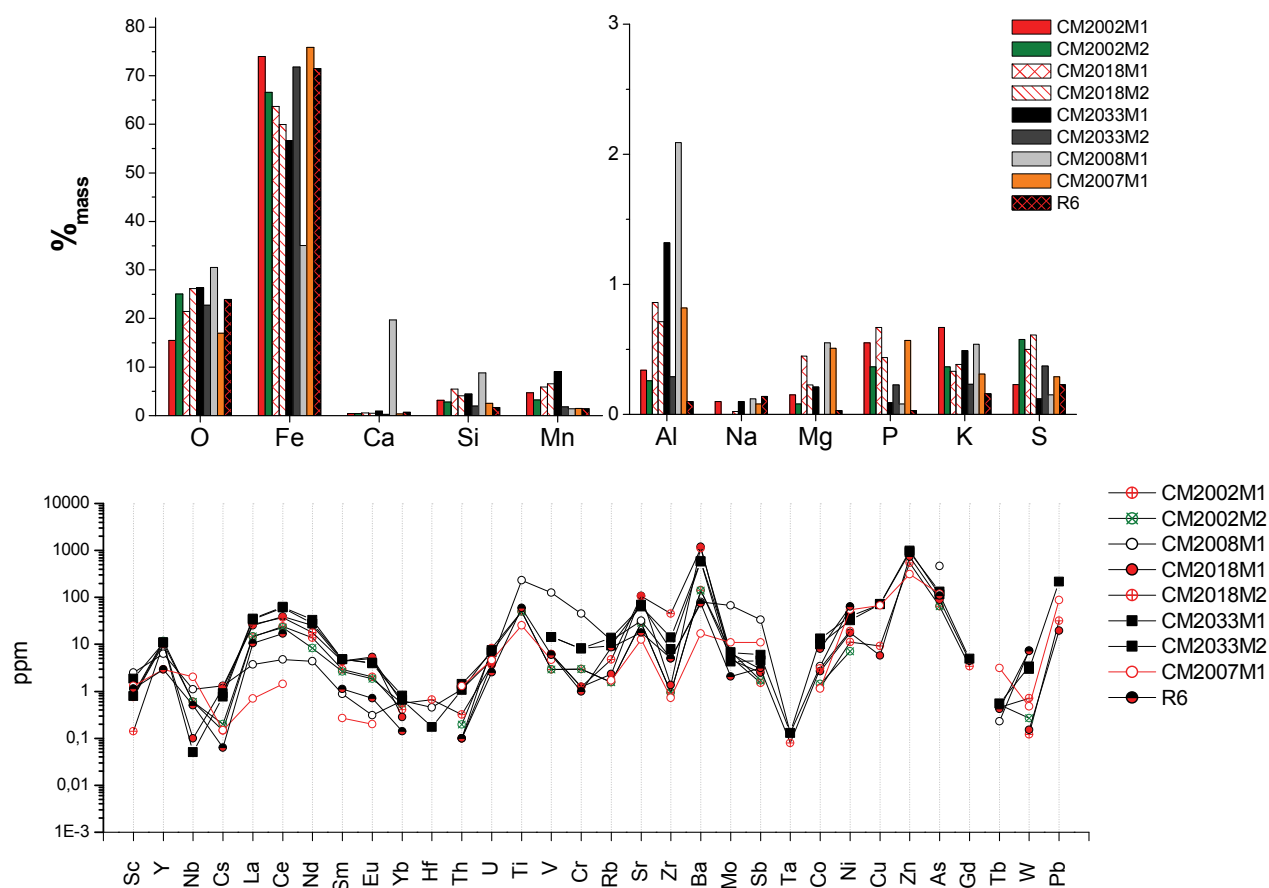 80
70
60
50
40
30
20
10
0
%mass
O Fe Ca Si Mn
3
2
1
0
Al Na Mg P K S
CM2002M1
CM2002M2
CM2018M1
CM2018M2
CM2033M1
CM2033M2
CM2008M1
CM2007M1
R6
10000
1000
100
10
1
0,1
0,01
1E-3
ppm
Sc Y Nb Cs La Ce Nd Sm Eu Yb Hf Th U Ti V Cr Rb Sr Zr Ba Mo Sb Ta Co Ni Cu Zn As Gd Tb W Pb
CM2002M1
CM2002M2
CM2008M1
CM2018M1
CM2018M2
CM2033M1
CM2033M2
CM2007M1
R6